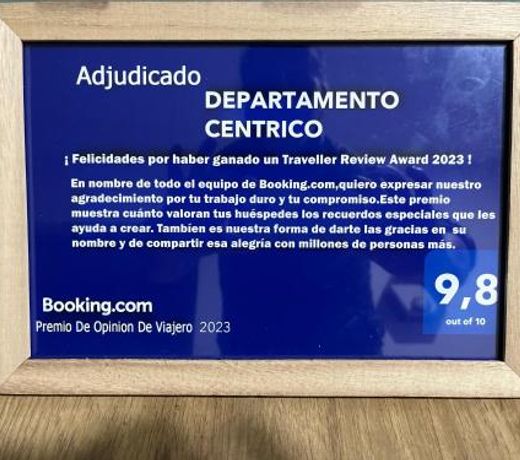 Adjudicado
DEPARTAMENTO
CENTRICO
¡ Felicidades por haber ganado un Traveller Review Award 2023 !
En nombre de todo el equipo de Booking.com,quiero expresar nuestro
agradecimiento por tu trabajo duro y tu compromiso.Este premio
muestra cuánto valoran tus huéspedes los recuerdos especiales que les
ayuda a crear. Tambíen es nuestra forma de darte las gracias en su
nombre y de compartir esa alegría con millones de personas más.
9,8
out of 10
Booking.com
Premio De Opinion De Viajero 2023